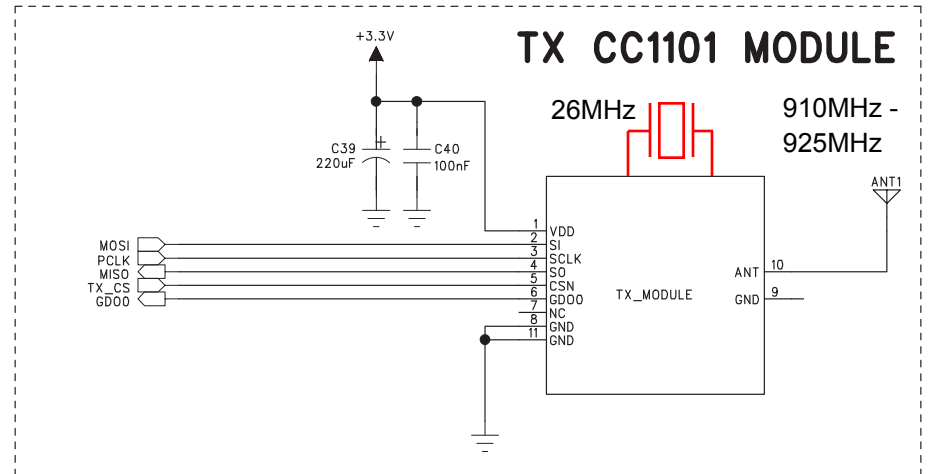 +3.3V
TX CC1101 MODULE
26MHz
910MHz -
925MHz
C39
220uF
+
C40
100nF
ANT1
MOSI
PCLK
MISO
TX_CS
GDO0
1 VDD
2 SI
3 SCLK
4 SO
5 CSN
6 GDO0
7 NC
8 GND
11 GND
TX_MODULE
ANT 10
GND 9